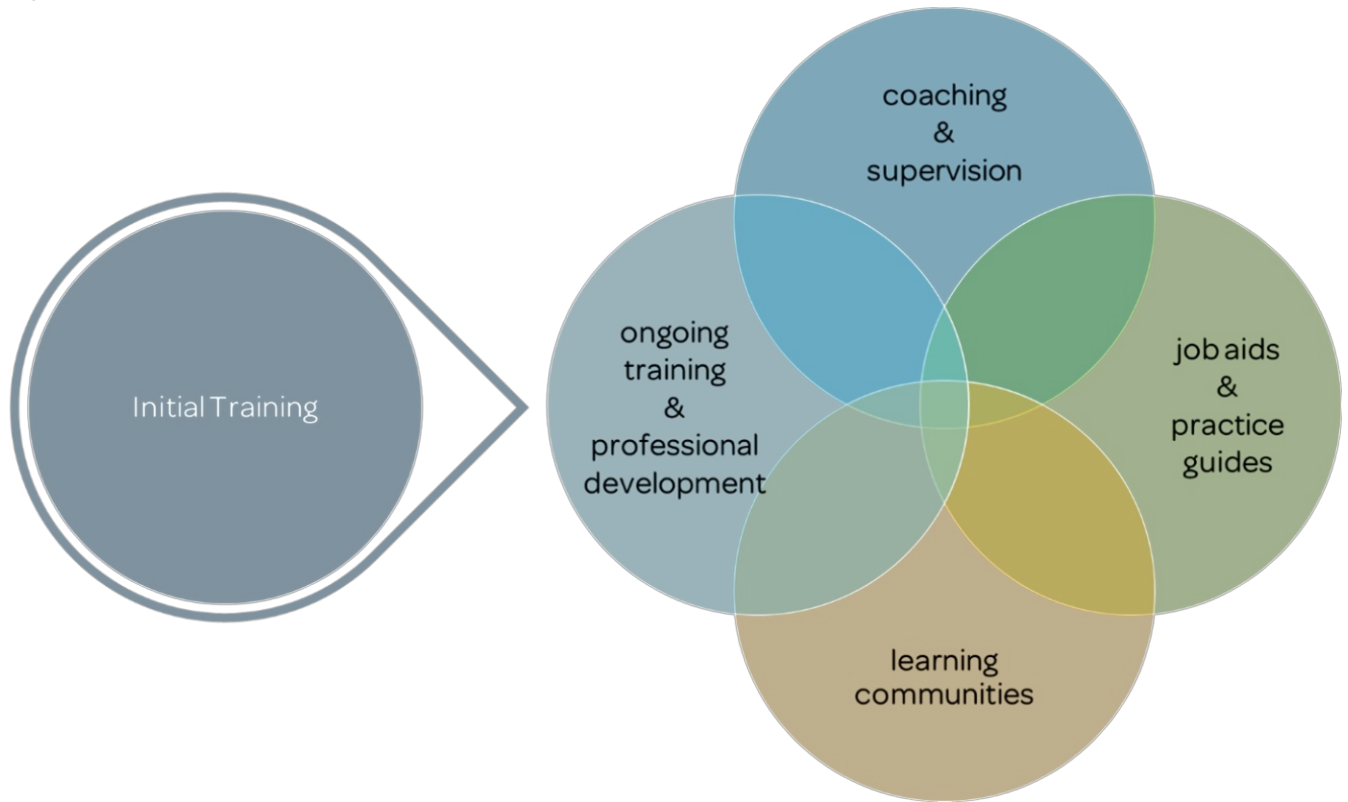 Initial Training
coaching
&
supervision
ongoing
training
&
professional
development
job aids
&
practice
guides
learning
communities